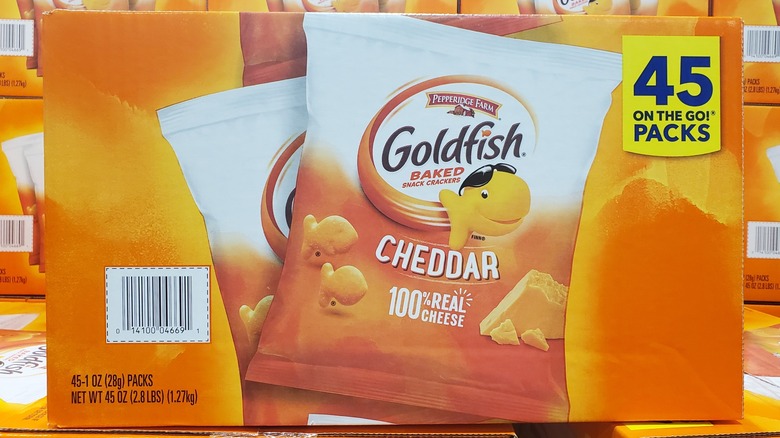 45
ON THE GO!®
PACKS
PEPPERIDGE FARM
Goldfish®
BAKED
SNACK CRACKERS
FINN®
CHEDDAR
100% REAL
CHEESE
0 14100 04669 1
45-1 OZ (28g) PACKS
NET WT 45 OZ (2.8 LBS) (1.27kg)